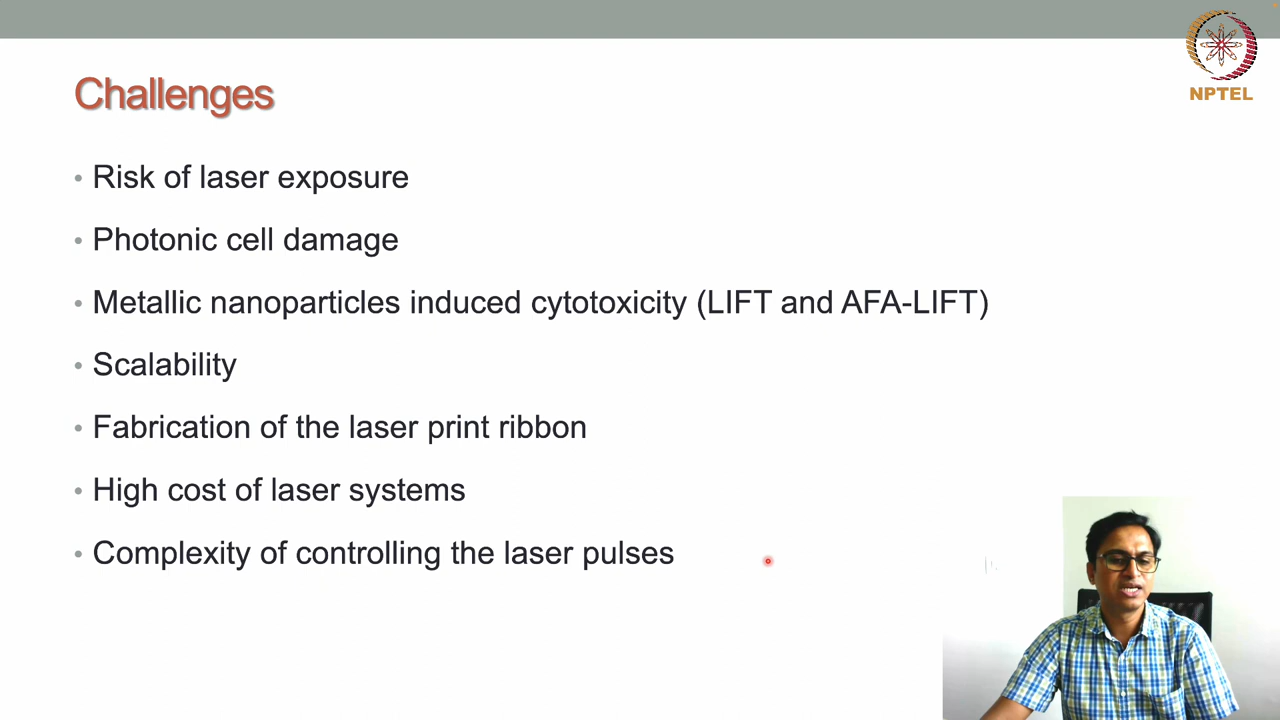 NPTEL
Challenges
• Risk of laser exposure
• Photonic cell damage
• Metallic nanoparticles induced cytotoxicity (LIFT and AFA-LIFT)
• Scalability
• Fabrication of the laser print ribbon
• High cost of laser systems
• Complexity of controlling the laser pulses